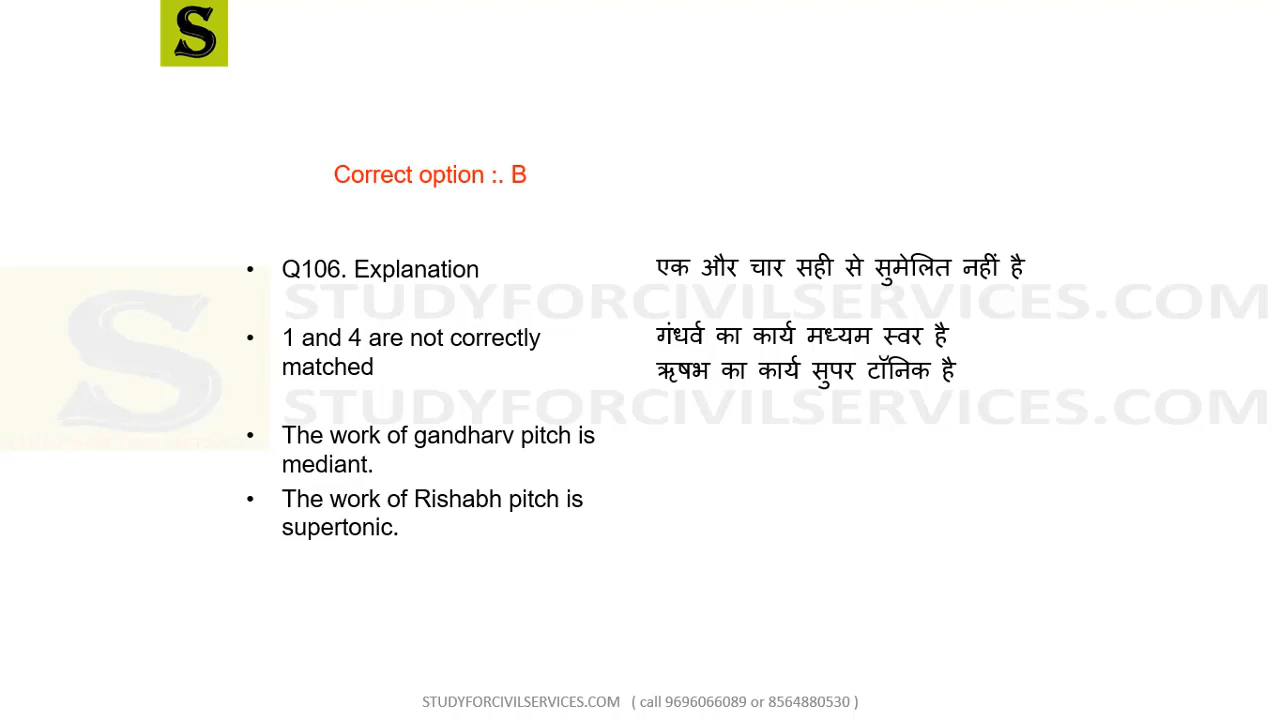 S
Correct option :. B
• Q106. Explanation
• 1 and 4 are not correctly
matched
• The work of gandharv pitch is
mediant.
• The work of Rishabh pitch is
supertonic.
एक और चार सही से सुमेलित नहीं है
गंधर्व का कार्य मध्यम स्वर है
ऋषभ का कार्य सुपर टॉनिक है
S
STUDYFORCIVILSERVICES.COM
STUDYFORCIVILSERVICES.COM
STUDYFORCIVILSERVICES.COM ( call 9696066089 or 8564880530 )